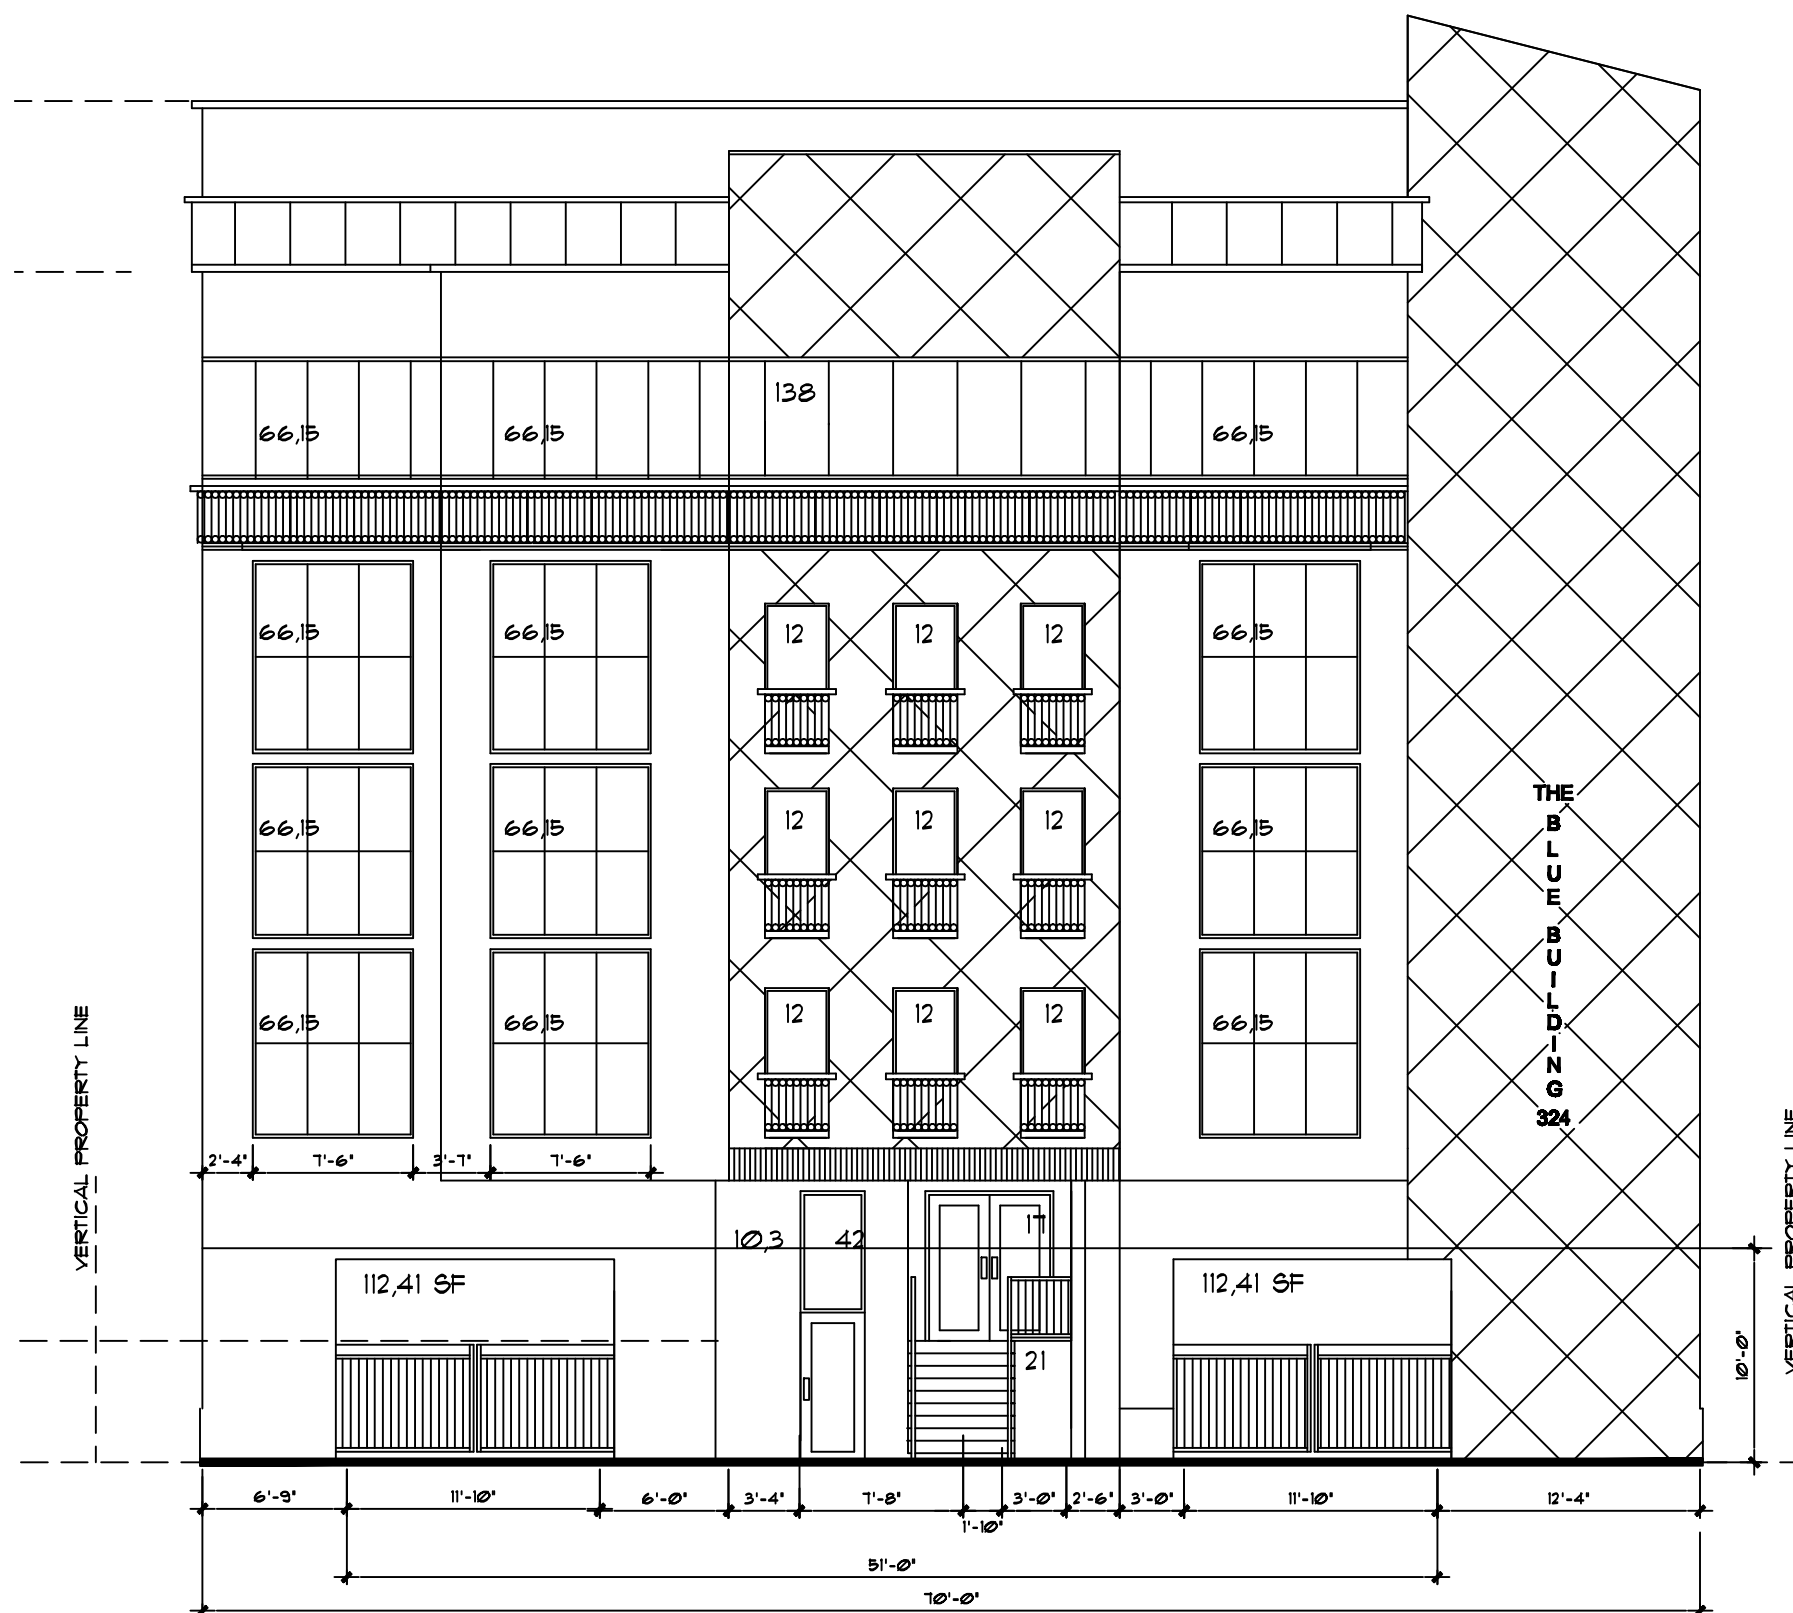 138
66,15 66,15 66,15
66,15 12 12 12 66,15
66,15
66,15 66,15 12 12 12 66,15
66,15 66,15 12 12 12 66,15
THE
B
L
U
E
B
U
I
L
D
I
N
G
324
VERTICAL PROPERTY LINE
VERTICAL PROPERTY LINE
2'-4" 7'-6" 3'-7" 7'-6"
10,3 42 17
112,41 SF 112,41 SF
21
10'-0"
6'-9" 11'-10" 6'-0" 3'-4" 7'-8" 3'-0" 2'-6" 3'-0" 11'-10" 12'-4"
1'-10"
51'-0"
70'-0"